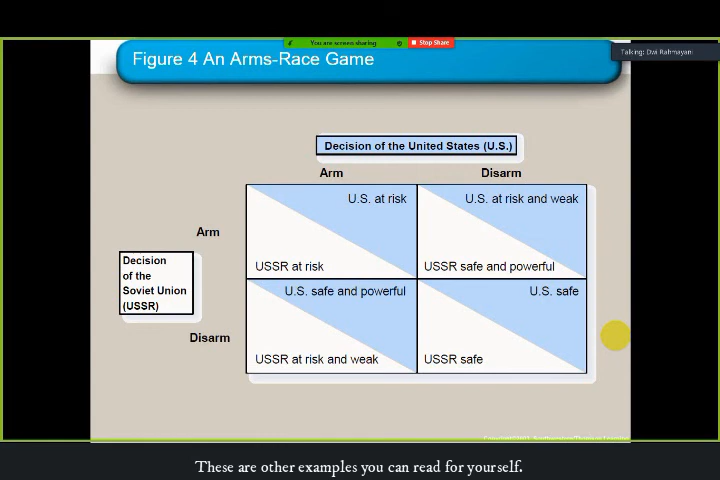 You are screen sharing
Stop Share
Talking: Dwi Rahmayani
Figure 4 An Arms-Race Game
Decision of the United States (U.S.)
Arm
Disarm
U.S. at risk
U.S. at risk and weak
Arm
USSR at risk
USSR safe and powerful
Decision
of the
Soviet Union
(USSR)
U.S. safe and powerful
U.S. safe
Disarm
USSR at risk and weak
USSR safe
These are other examples you can read for yourself.